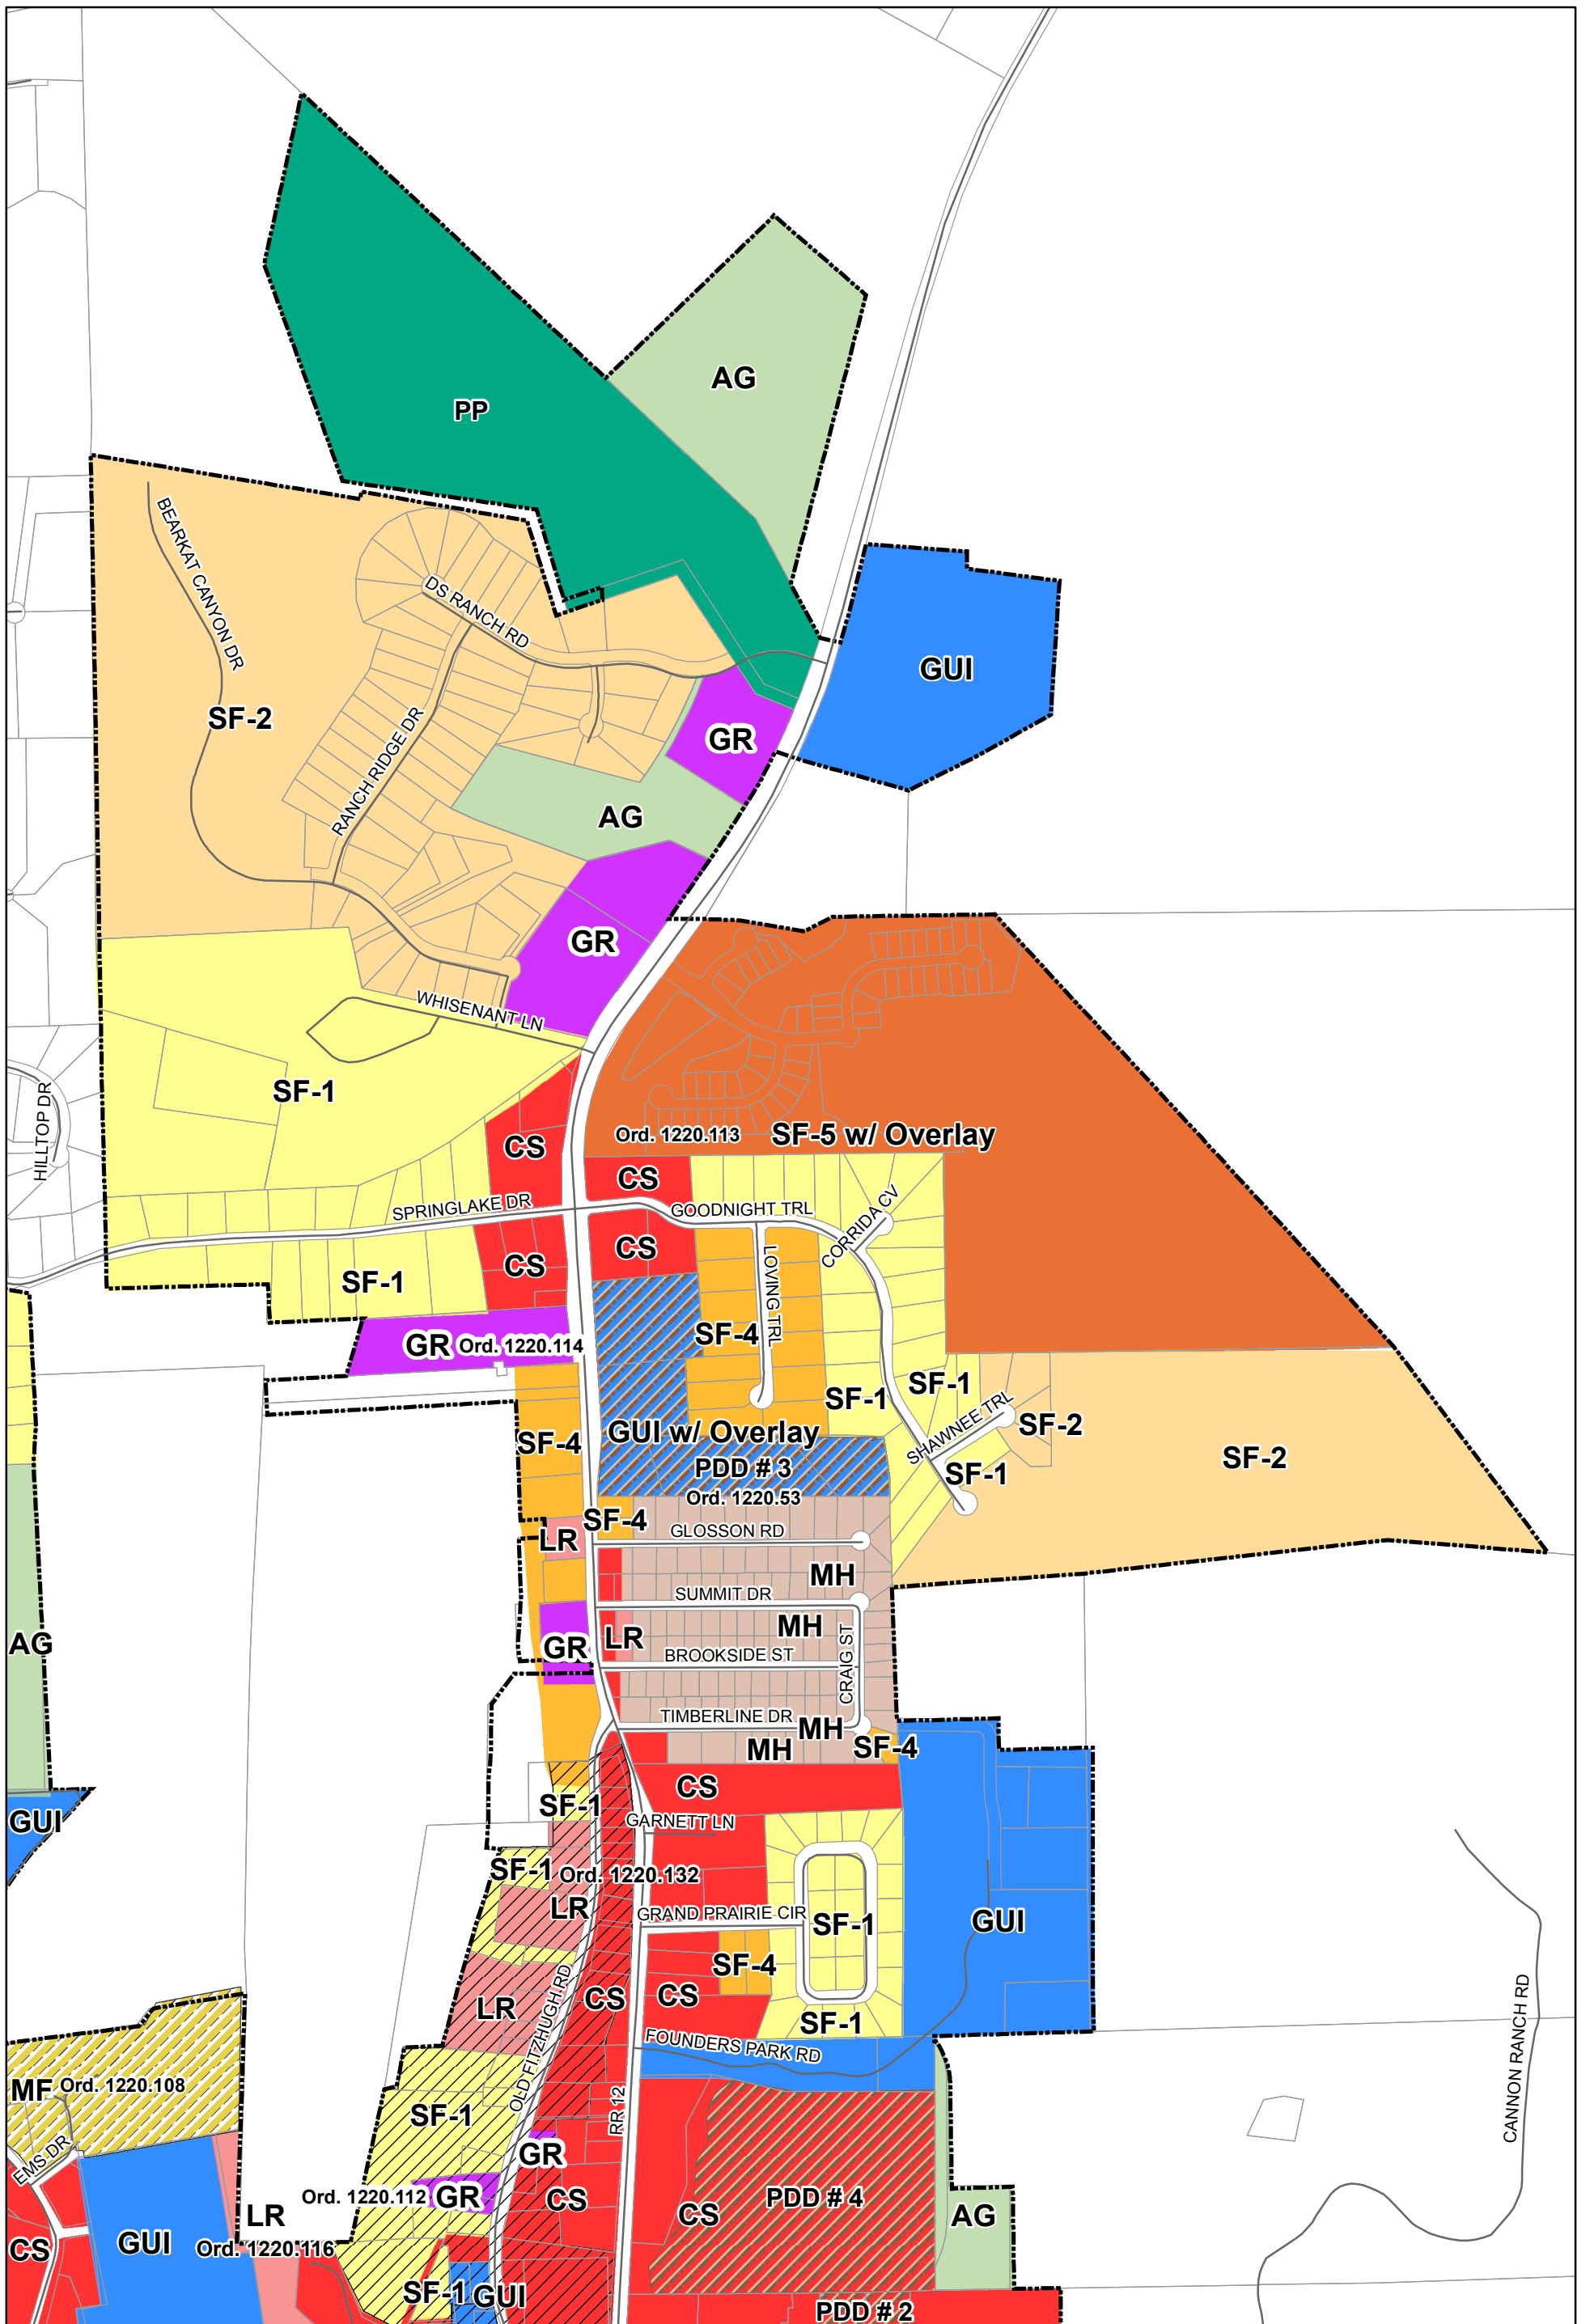 AG
PP
BEARKAT CANYON DR
DS RANCH RD
GUI
SF-2
RANCH RIDGE DR
GR
AG
GR
WHISENANT LN
HILLTOP DR
SF-1
Ord. 1220.113
SF-5 w/ Overlay
CS
CS
SPRINGLAKE DR
GOODNIGHT TRL
CORRIDA CV
CS
CS
LOVING TRL
SF-1
SF-4
GR
Ord. 1220.114
SF-1
SF-1
SHAWNEE TRL
SF-2
SF-4
GUI w/ Overlay
SF-2
PDD # 3
SF-1
Ord. 1220.53
SF-4
GLOSSON RD
LR
MH
SUMMIT DR
MH
AG
GR
LR
BROOKSIDE ST
CRAIG ST
TIMBERLINE DR
MH
MH
SF-4
CS
SF-1
GUI
GARNETT LN
SF-1
Ord. 1220.132
LR
GRAND PRAIRIE CIR
SF-1
GUI
SF-4
CS
CS
LR
SF-1
FOUNDERS PARK RD
OLD FITZHUGH RD
CANNON RANCH RD
MF
Ord. 1220.108
RR 12
SF-1
EMS DR
GR
Ord. 1220.112
GR
CS
PDD # 4
LR
CS
AG
GUI
CS
Ord. 1220.116
SF-1
GUI
PDD # 2